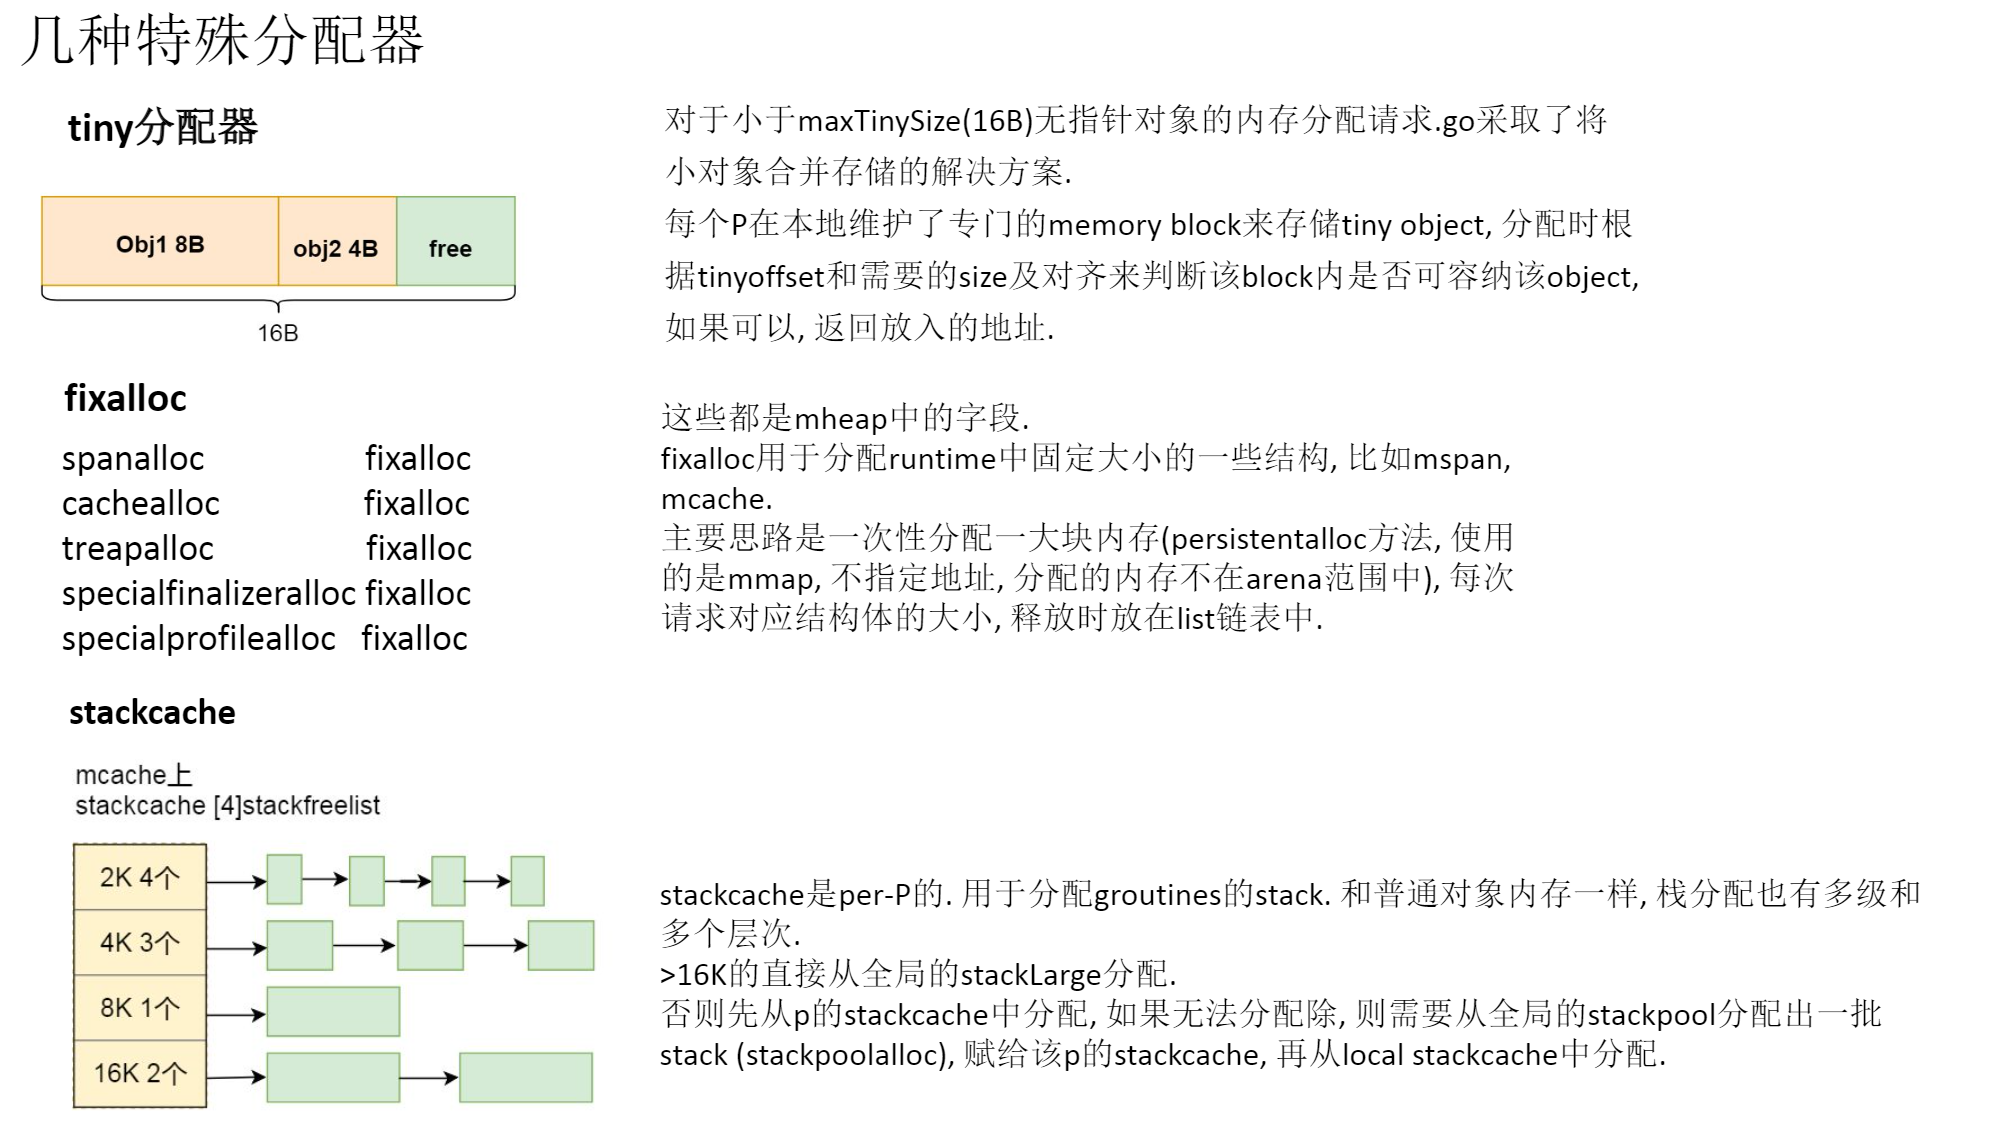 几种特殊分配器
tiny分配器
Obj1 8B
obj2 4B
free
16B
对于小于maxTinySize(16B)无指针对象的内存分配请求.go采取了将
小对象合并存储的解决方案.
每个P在本地维护了专门的memory block来存储tiny object, 分配时根
据tinyoffset和需要的size及对齐来判断该block内是否可容纳该object,
如果可以, 返回放入的地址.
fixalloc
spanalloc fixalloc
cachealloc fixalloc
treapalloc fixalloc
specialfinalizeralloc fixalloc
specialprofilealloc fixalloc
这些都是mheap中的字段.
fixalloc用于分配runtime中固定大小的一些结构, 比如mspan,
mcache.
主要思路是一次性分配一大块内存(persistentalloc方法, 使用
的是mmap, 不指定地址, 分配的内存不在arena范围中), 每次
请求对应结构体的大小, 释放时放在list链表中.
stackcache
mcache上
stackcache [4]stackfreelist
2K 4个
4K 3个
8K 1个
16K 2个
stackcache是per-P的. 用于分配groutines的stack. 和普通对象内存一样, 栈分配也有多级和
多个层次.
>16K的直接从全局的stackLarge分配.
否则先从p的stackcache中分配, 如果无法分配除, 则需要从全局的stackpool分配出一批
stack (stackpoolalloc), 赋给该p的stackcache, 再从local stackcache中分配.